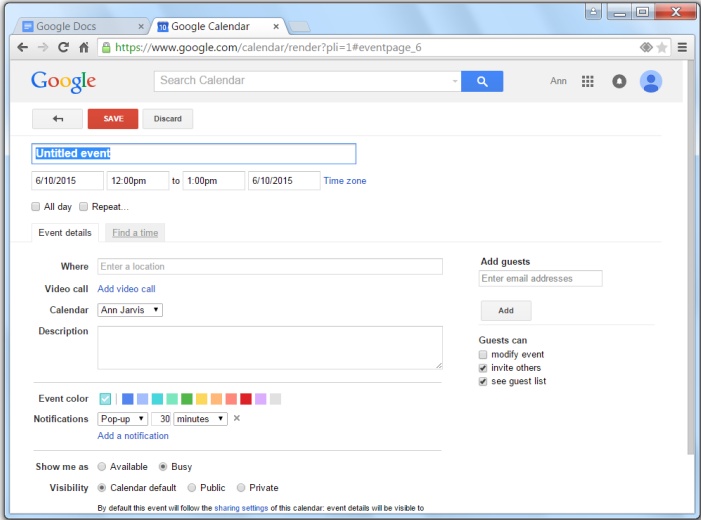 Google Docs × Google Calendar ×
https://www.google.com/calendar/render?pli=1#eventpage_6
Google Search Calendar Ann
SAVE Discard
Untitled event
6/10/2015 12:00pm to 1:00pm 6/10/2015 Time zone
All day Repeat...
Event details Find a time
Where Enter a location
Video call Add video call
Calendar Ann Jarvis
Description
Add guests
Enter email addresses
Add
Guests can
modify event
invite others
see guest list
Event color
Notifications Pop-up 30 minutes ×
Add a notification
Show me as Available Busy
Visibility Calendar default Public Private
By default this event will follow the sharing settings of this calendar: event details will be visible to